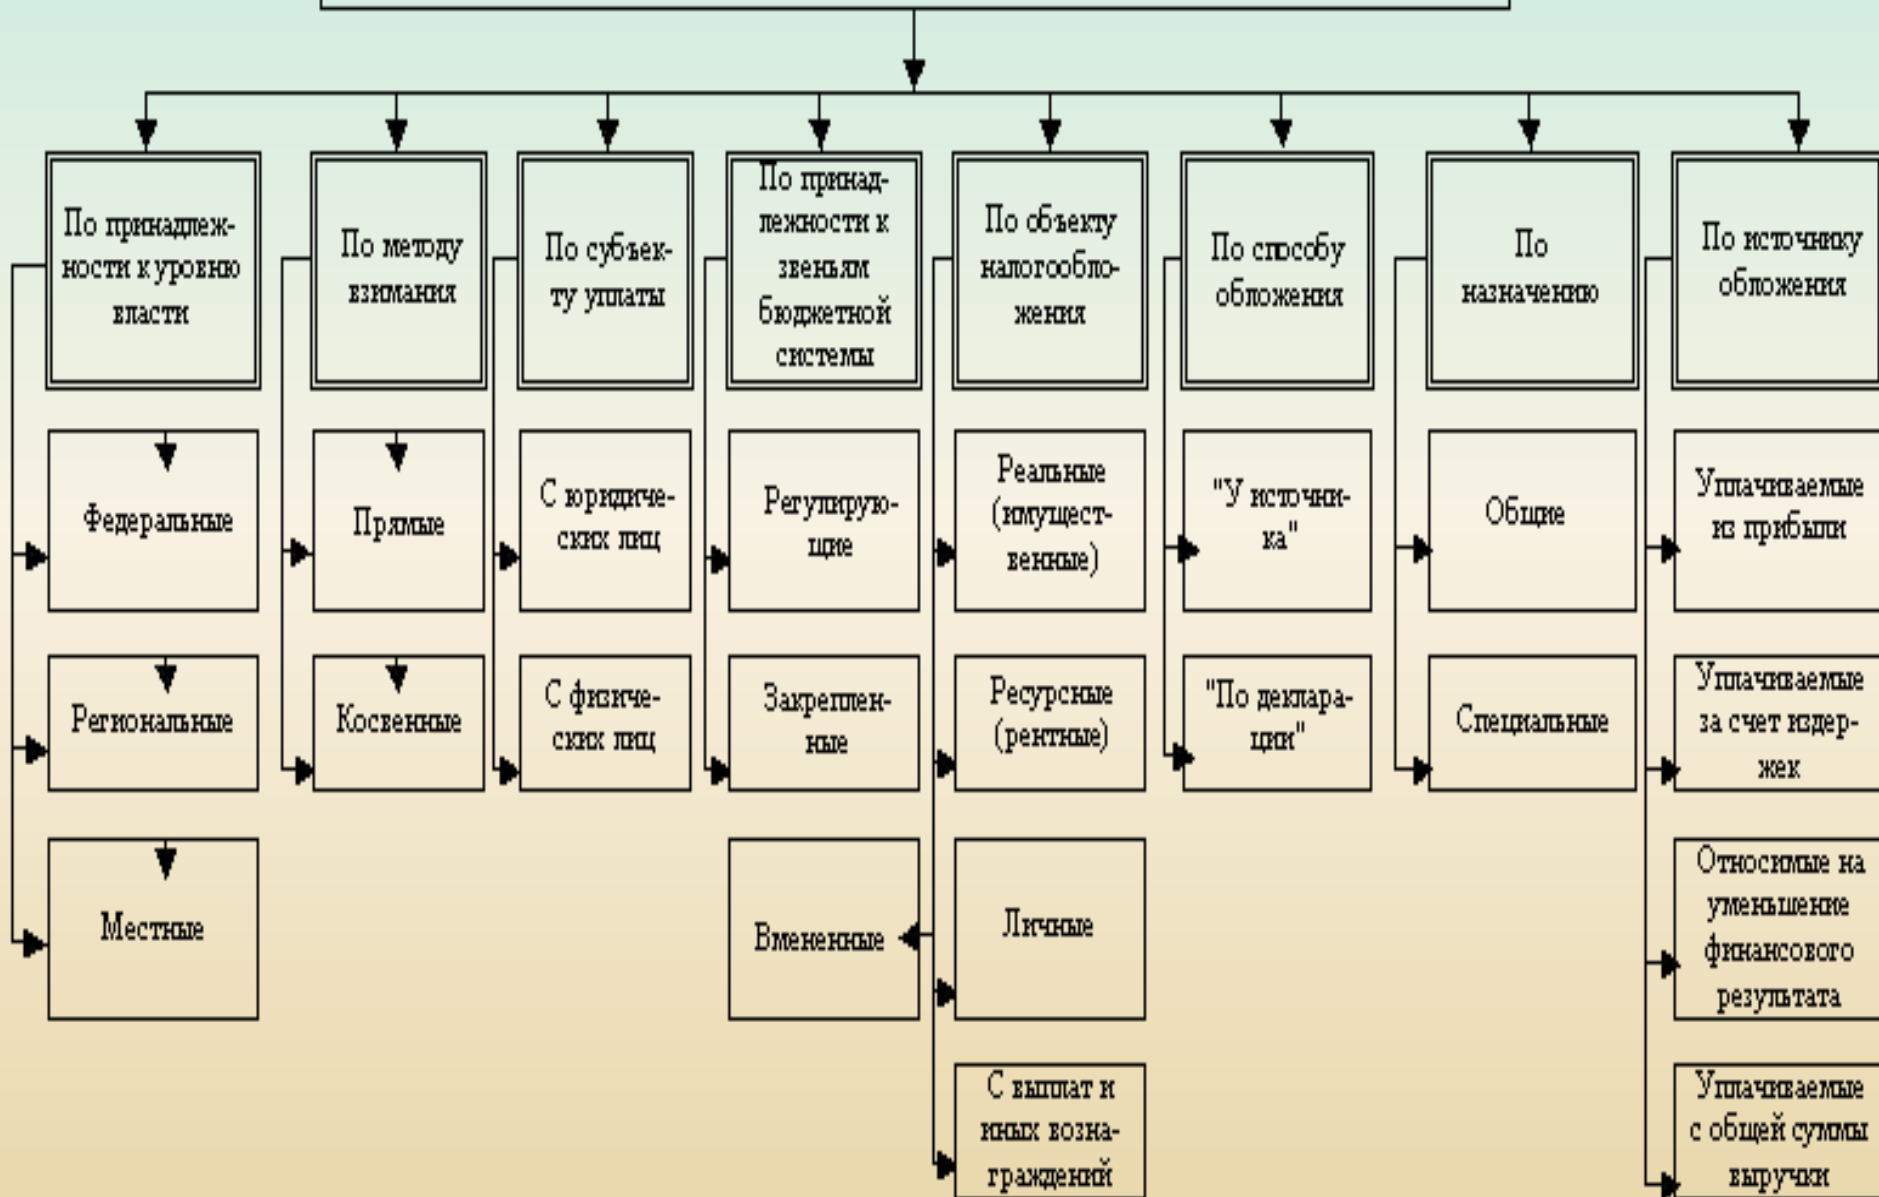 По принадлеж-
ности к уровню
власти
По методу
взимания
По субъек-
ту уплаты
По принад-
лежности к
звеньям
бюджетной
системы
По объекту
налогообло-
жения
По способу
обложения
По
назначению
По источнику
обложения
Федеральные
Прямые
С юридиче-
ских лиц
Регулирую-
щие
Реальные
(имущест-
венные)
"У источни-
ка"
Общие
Уплачиваемые
из прибыли
Региональные
Косвенные
С физиче-
ских лиц
Закреплен-
ные
Ресурсные
(рентные)
"По деклара-
ции"
Специальные
Уплачиваемые
за счет издер-
жек
Местные
Вмененные
Личные
Относимые на
уменьшение
финансового
результата
С выплат и
иных возна-
граждений
Уплачиваемые
с общей суммы
выручки